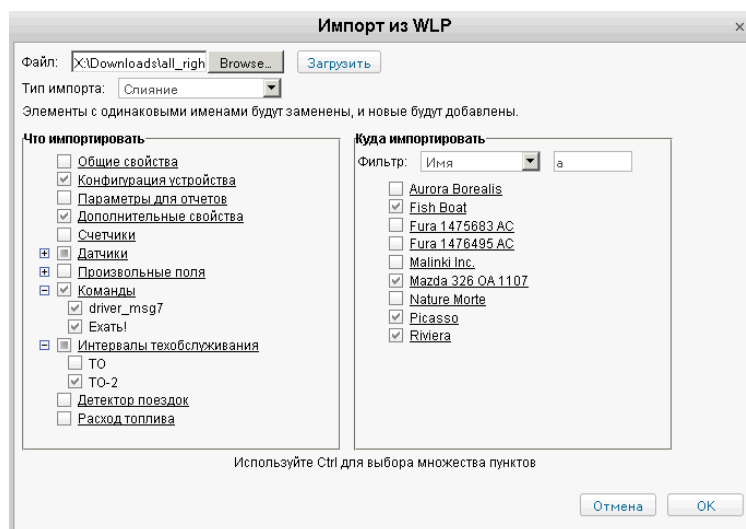 Импорт из WLP
×
Файл: X:\Downloads\all_righ Browse... Загрузить
Тип импорта: Слияние
Элементы с одинаковыми именами будут заменены, и новые будут добавлены.
Что импортировать
Общие свойства
Конфигурация устройства
Параметры для отчетов
Дополнительные свойства
Счетчики
Датчики
Произвольные поля
Команды
driver_msg7
Ехать!
Интервалы техобслуживания
ТО
ТО-2
Детектор поездок
Расход топлива
Куда импортировать
Фильтр: Имя а
Aurora Borealis
Fish Boat
Fura 1475683 AC
Fura 1476495 AC
Malinki Inc.
Mazda 326 OA 1107
Nature Morte
Picasso
Riviera
Используйте Ctrl для выбора множества пунктов
Отмена OK